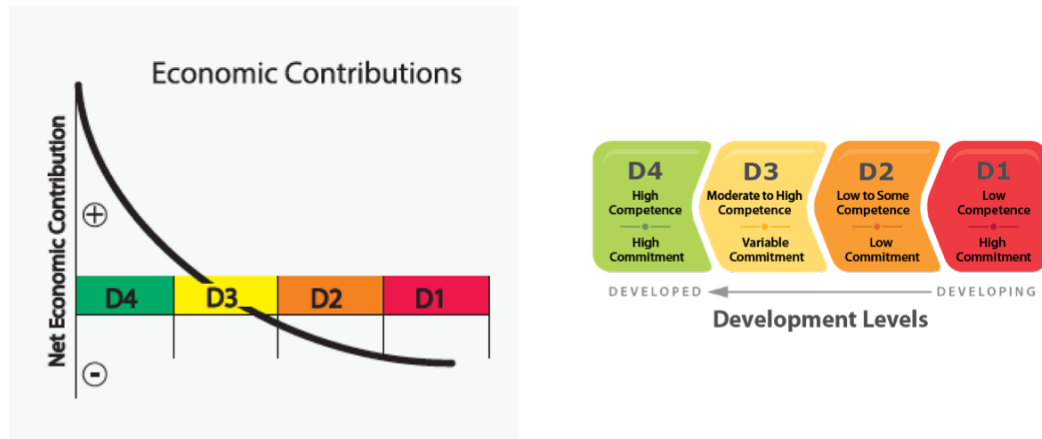 Economic Contributions
Net Economic Contribution
+
D4 D3 D2 D1
-
D4
High
Competence
High
Commitment
D3
Moderate to High
Competence
Variable
Commitment
D2
Low to Some
Competence
Low
Commitment
D1
Low
Competence
High
Commitment
DEVELOPED
DEVELOPING
Development Levels